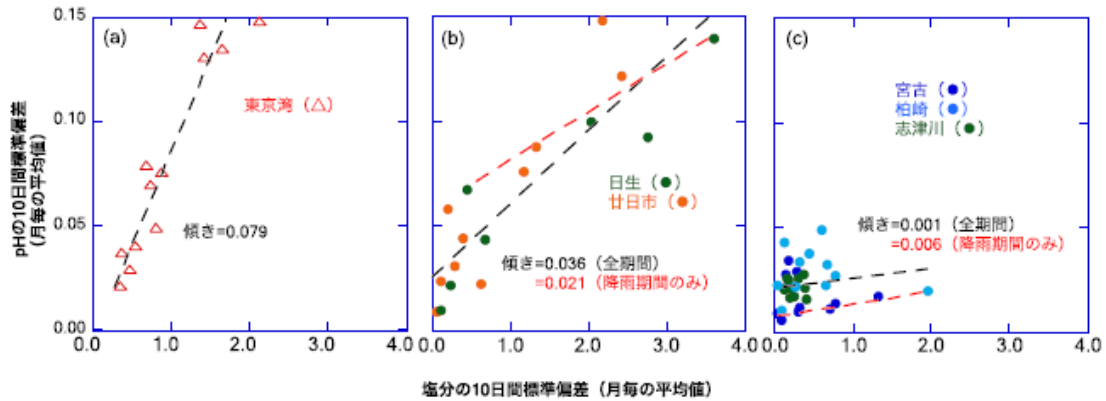 pHの10日間標準偏差
(月毎の平均値)
0.15
0.10
0.05
0.00
(a)
東京湾（△）
傾き=0.079
0.0 1.0 2.0 3.0 4.0
(b)
日生（●）
廿日市（●）
傾き=0.036（全期間）
=0.021（降雨期間のみ）
0.0 1.0 2.0 3.0 4.0
(c)
宮古（●）
柏崎（●）
志津川（●）
傾き=0.001（全期間）
=0.006（降雨期間のみ）
0.0 1.0 2.0 3.0 4.0
塩分の10日間標準偏差（月毎の平均値）